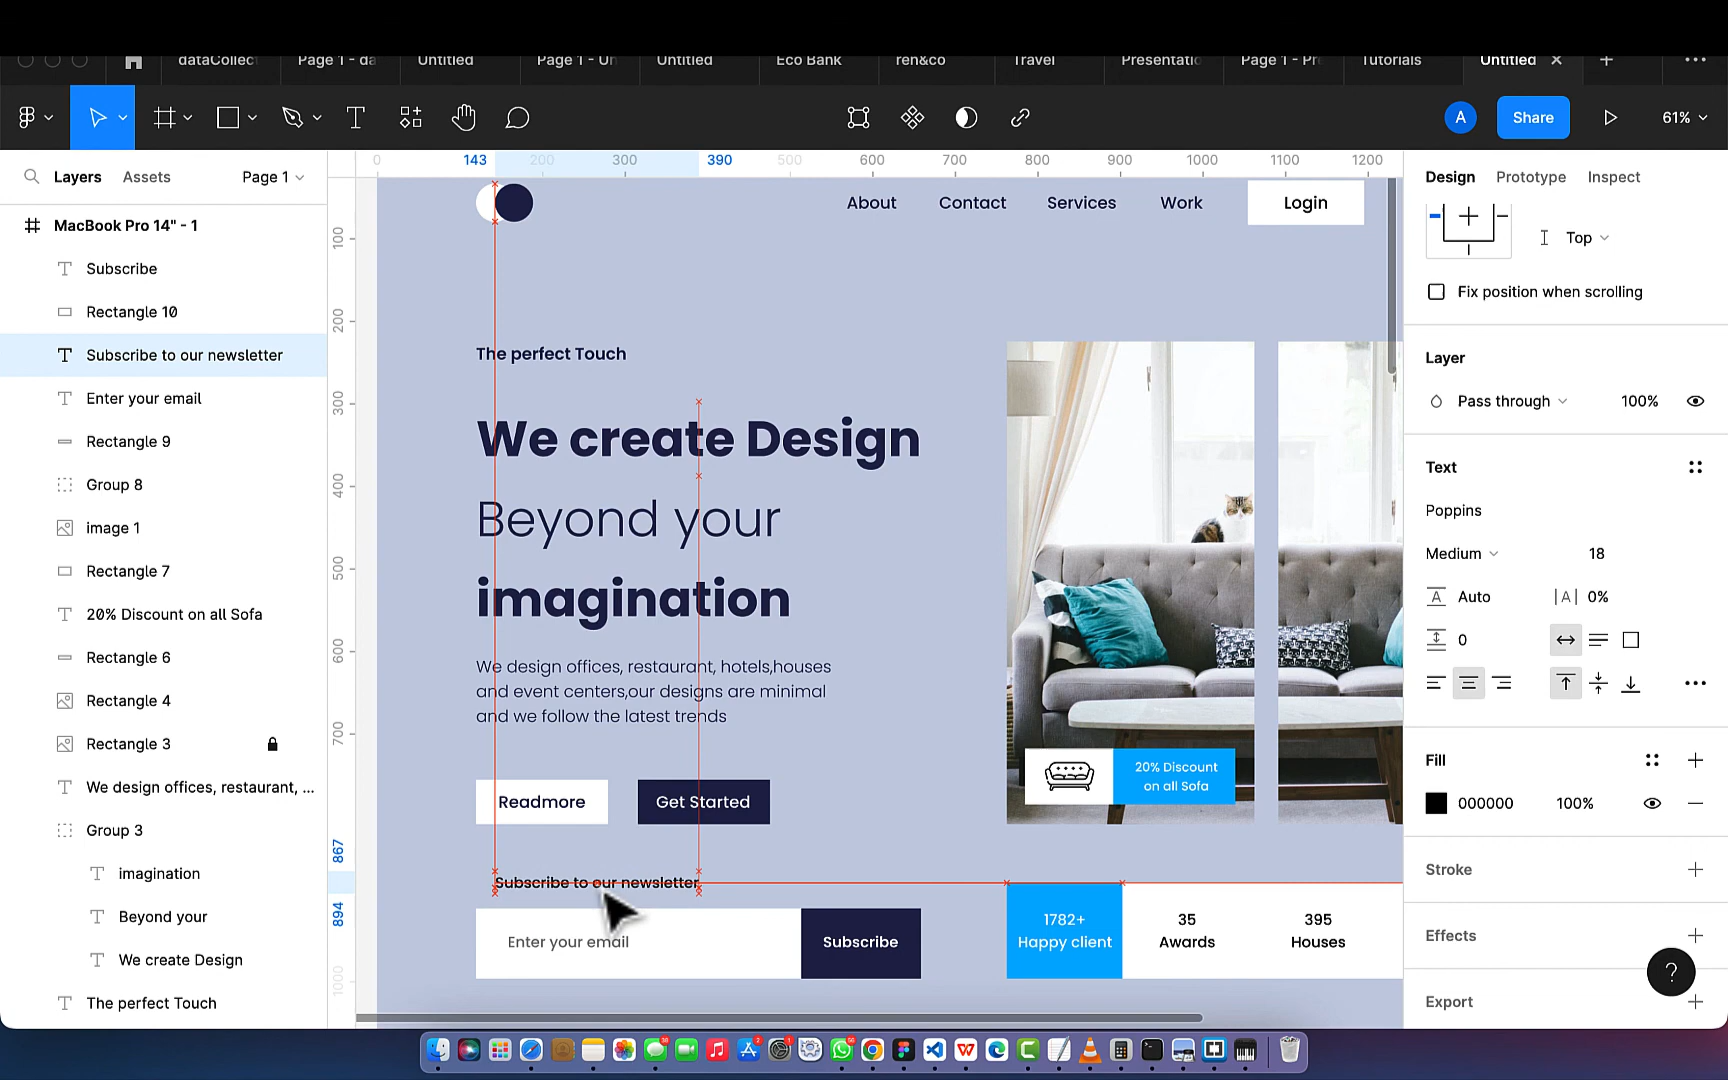 dataCollec
Page 1 - da
Untitled
Page 1 - Un
Untitled
Eco Bank
ren&co
Travel
Presentatio
Page 1 - Pre
Tutorials
Untitled
A
Share
61%
Layers
Assets
Page 1
0
143
200
300
390
500
600
700
800
900
1000
1100
1200
Design
Prototype
Inspect
MacBook Pro 14" - 1
Subscribe
Rectangle 10
Subscribe to our newsletter
Enter your email
Rectangle 9
Group 8
image 1
Rectangle 7
20% Discount on all Sofa
Rectangle 6
Rectangle 4
Rectangle 3
We design offices, restaurant, ...
Group 3
imagination
Beyond your
We create Design
The perfect Touch
100
200
300
400
500
600
700
867
894
1000
About
Contact
Services
Work
Login
The perfect Touch
We create Design
Beyond your
imagination
We design offices, restaurant, hotels,houses
and event centers,our designs are minimal
and we follow the latest trends
Readmore
Get Started
20% Discount
on all Sofa
Subscribe to our newsletter
Enter your email
Subscribe
1782+
Happy client
35
Awards
395
Houses
Top
Fix position when scrolling
Layer
Pass through
100%
Text
Poppins
Medium
18
Auto
0%
0
Fill
000000
100%
Stroke
Effects
Export
?